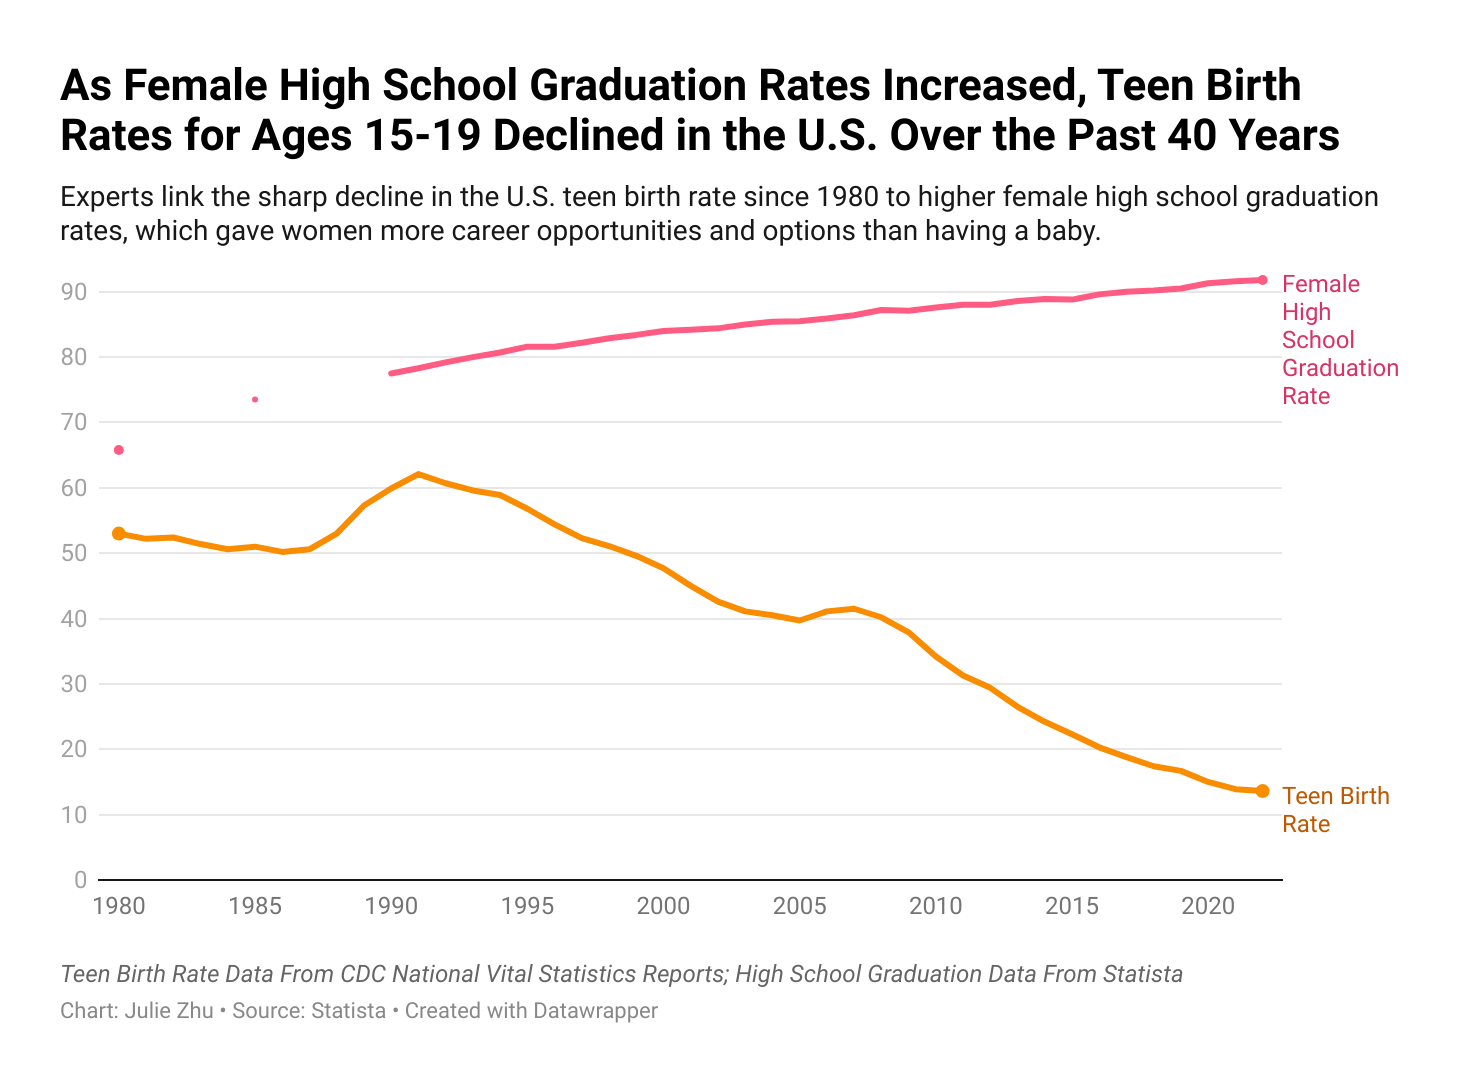 As Female High School Graduation Rates Increased, Teen Birth
Rates for Ages 15-19 Declined in the U.S. Over the Past 40 Years
Experts link the sharp decline in the U.S. teen birth rate since 1980 to higher female high school graduation
rates, which gave women more career opportunities and options than having a baby.
90
80
70
60
50
40
30
20
10
0
Female
High
School
Graduation
Rate
Teen Birth
Rate
1980 1985 1990 1995 2000 2005 2010 2015 2020
Teen Birth Rate Data From CDC National Vital Statistics Reports; High School Graduation Data From Statista
Chart: Julie Zhu • Source: Statista • Created with Datawrapper